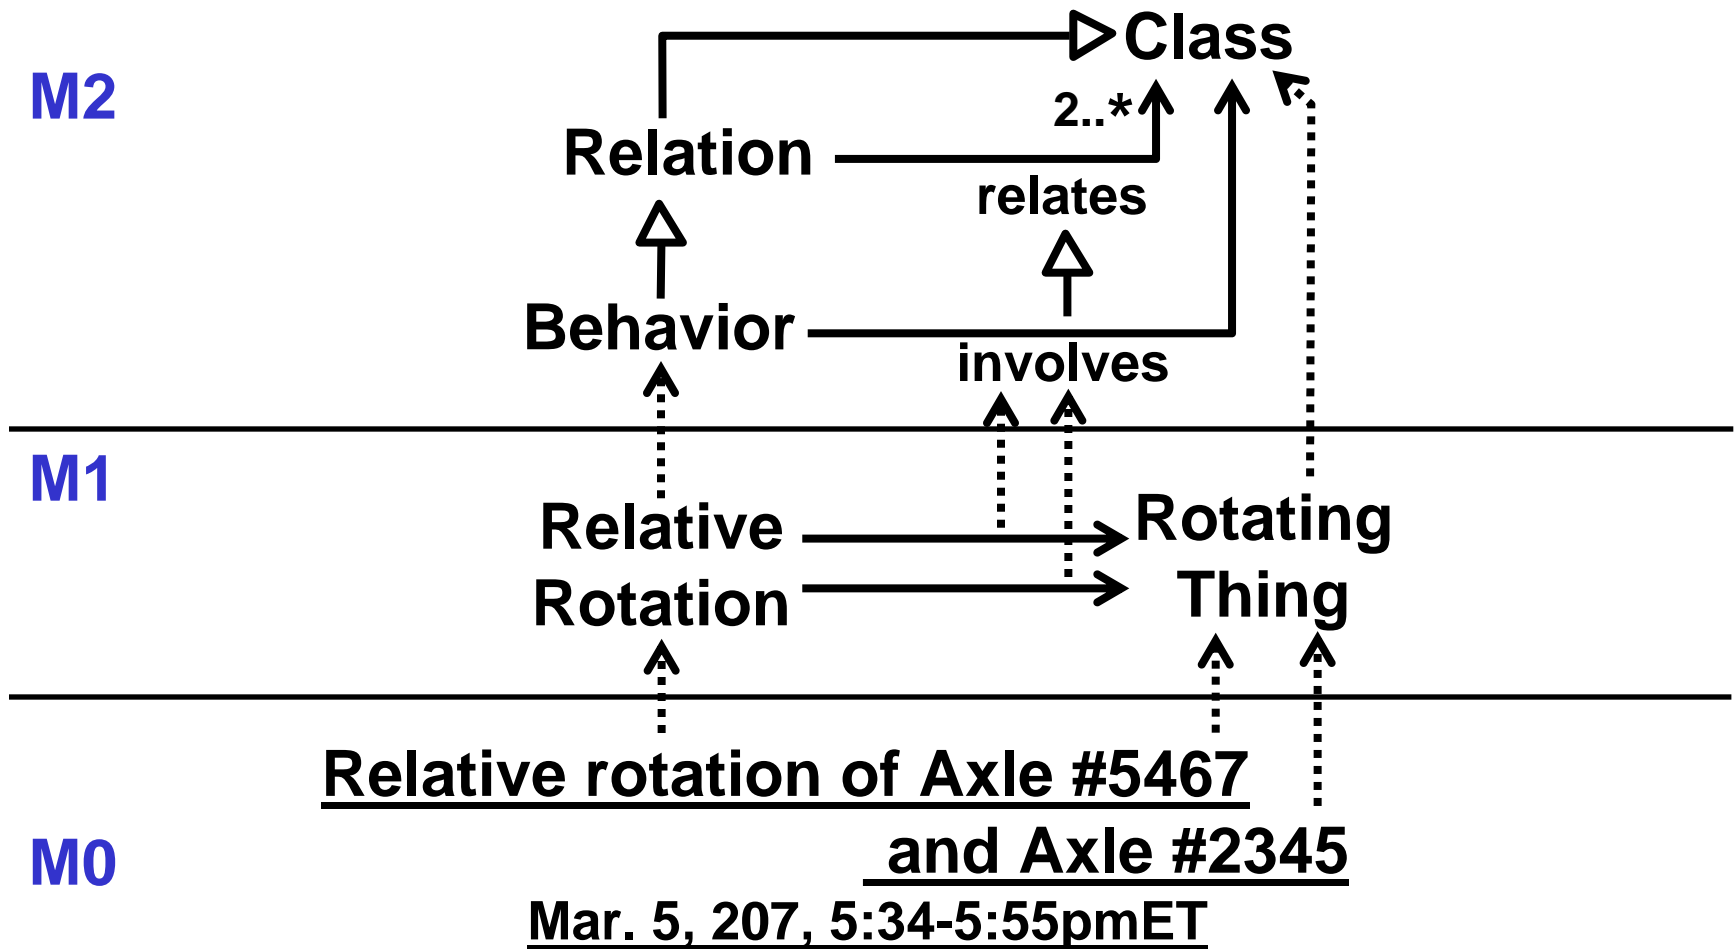 Class
M2
2..*
Relation
relates
Behavior
involves
M1
Relative
Rotating
Rotation
Thing
Relative rotation of Axle #5467
and Axle #2345
M0
Mar. 5, 207, 5:34-5:55pmET